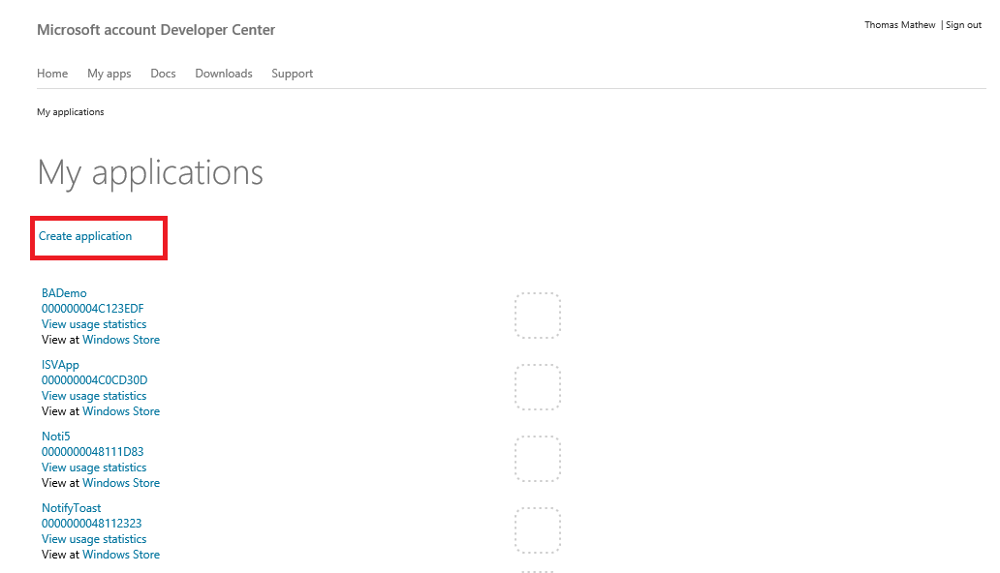 Microsoft account Developer Center
Thomas Mathew | Sign out
Home My apps Docs Downloads Support
My applications
My applications
Create application
BADemo
000000004C123EDF
View usage statistics
View at Windows Store
ISVApp
000000004C0CD30D
View usage statistics
View at Windows Store
Noti5
0000000048111D83
View usage statistics
View at Windows Store
NotifyToast
0000000048112323
View usage statistics
View at Windows Store